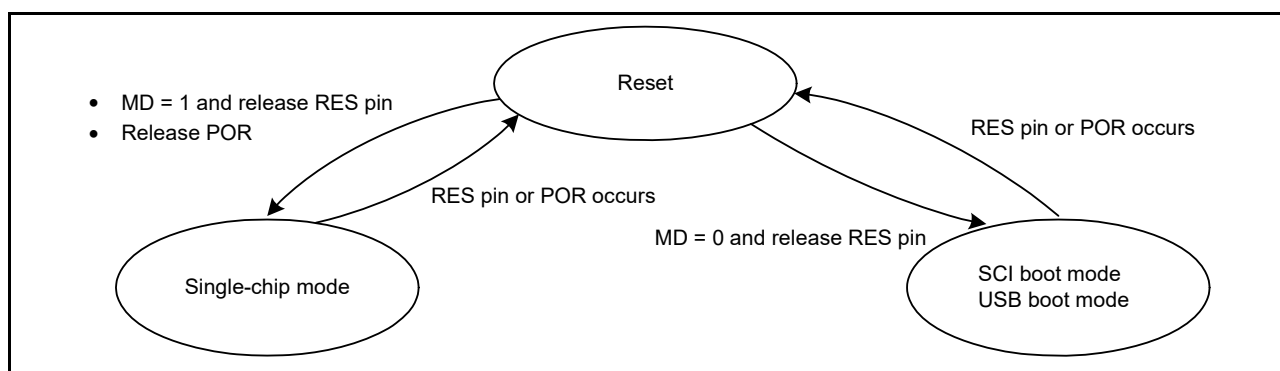 Reset
• MD = 1 and release RES pin
• Release POR
RES pin or POR occurs
RES pin or POR occurs
MD = 0 and release RES pin
Single-chip mode
SCI boot mode
USB boot mode